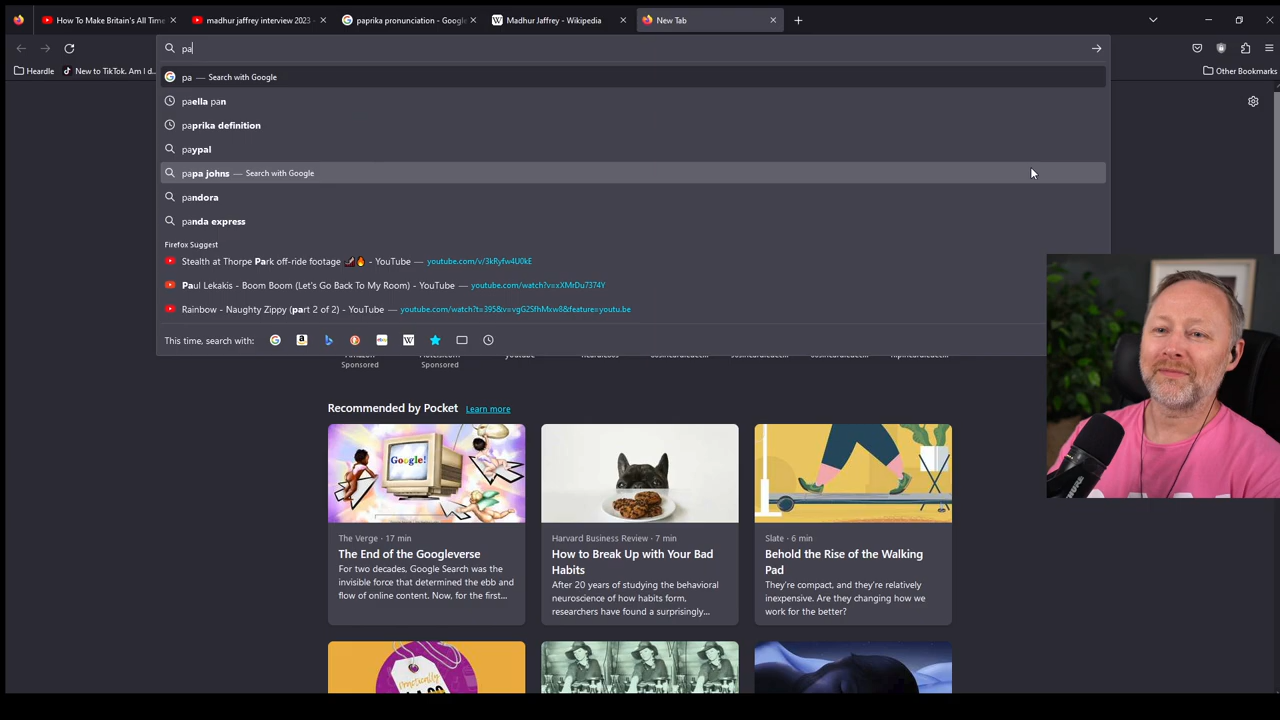 How To Make Britain's All Time
madhur jaffrey interview 2023 -
paprika pronunciation - Google
Madhur Jaffrey - Wikipedia
New Tab
pa
Heardle
New to TikTok, Am I d
Other Bookmarks
pa — Search with Google
paella pan
paprika definition
paypal
papa johns — Search with Google
pandora
panda express
Firefox Suggest
Stealth at Thorpe Park off-ride footage 🎢🔥 - YouTube — youtube.com/v/3kRyfw4U0kE
Paul Lekakis - Boom Boom (Let's Go Back To My Room) - YouTube — youtube.com/watch?v=xXMrDu7374Y
Rainbow - Naughty Zippy (part 2 of 2) - YouTube — youtube.com/watch?t=395&v=vgG2SfhMxw8&feature=youtu.be
This time, search with:
Sponsored
Sponsored
Recommended by Pocket Learn more
Google!
The Verge · 17 min
The End of the Googleverse
For two decades, Google Search was the
invisible force that determined the ebb and
flow of online content. Now, for the first...
Harvard Business Review · 7 min
How to Break Up with Your Bad
Habits
After 20 years of studying the behavioral
neuroscience of how habits form,
researchers have found a surprisingly...
Slate · 6 min
Behold the Rise of the Walking
Pad
They're compact, and they're relatively
inexpensive. Are they changing how we
work for the better?
Practically